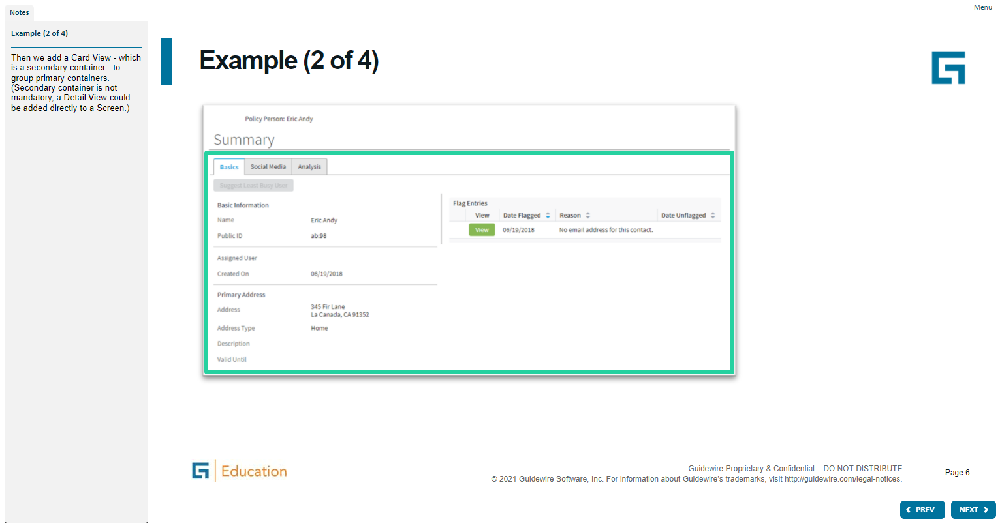 Notes
Menu
Example (2 of 4)
Then we add a Card View - which
is a secondary container - to
group primary containers.
(Secondary container is not
mandatory, a Detail View could
be added directly to a Screen.)
Example (2 of 4)
Policy Person: Eric Andy
Summary
Basics Social Media Analysis
Suggest Least Busy User
Basic Information
Name Eric Andy
Public ID ab:98
Assigned User
Created On 06/19/2018
Primary Address
Address 345 Fir Lane
La Canada, CA 91352
Address Type Home
Description
Valid Until
Flag Entries
View Date Flagged Reason Date Unflagged
View 06/19/2018 No email address for this contact.
Education
Guidewire Proprietary & Confidential – DO NOT DISTRIBUTE
© 2021 Guidewire Software, Inc. For information about Guidewire’s trademarks, visit http://guidewire.com/legal-notices.
Page 6
PREV NEXT